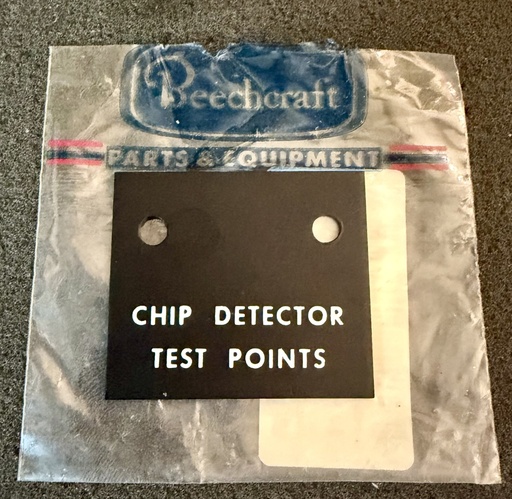 Beechcraft
PARTS & EQUIPMENT
CHIP DETECTOR
TEST POINTS